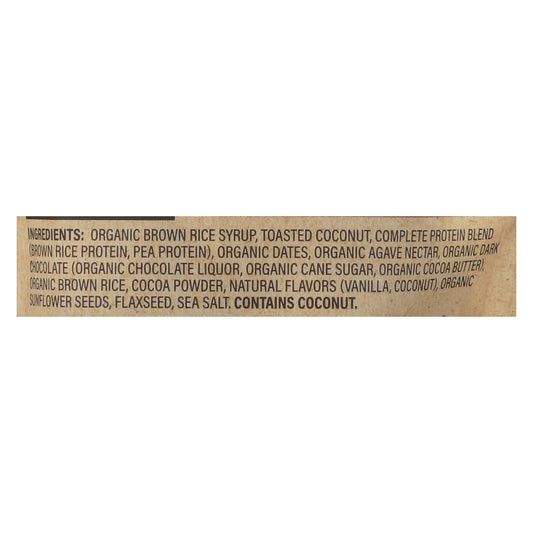 INGREDIENTS: ORGANIC BROWN RICE SYRUP, TOASTED COCONUT, COMPLETE PROTEIN BLEND
(BROWN RICE PROTEIN, PEA PROTEIN), ORGANIC DATES, ORGANIC AGAVE NECTAR, ORGANIC DARK
CHOCOLATE (ORGANIC CHOCOLATE LIQUOR, ORGANIC CANE SUGAR, ORGANIC COCOA BUTTER),
ORGANIC BROWN RICE, COCOA POWDER, NATURAL FLAVORS (VANILLA, COCONUT), ORGANIC
SUNFLOWER SEEDS, FLAXSEED, SEA SALT. CONTAINS COCONUT.